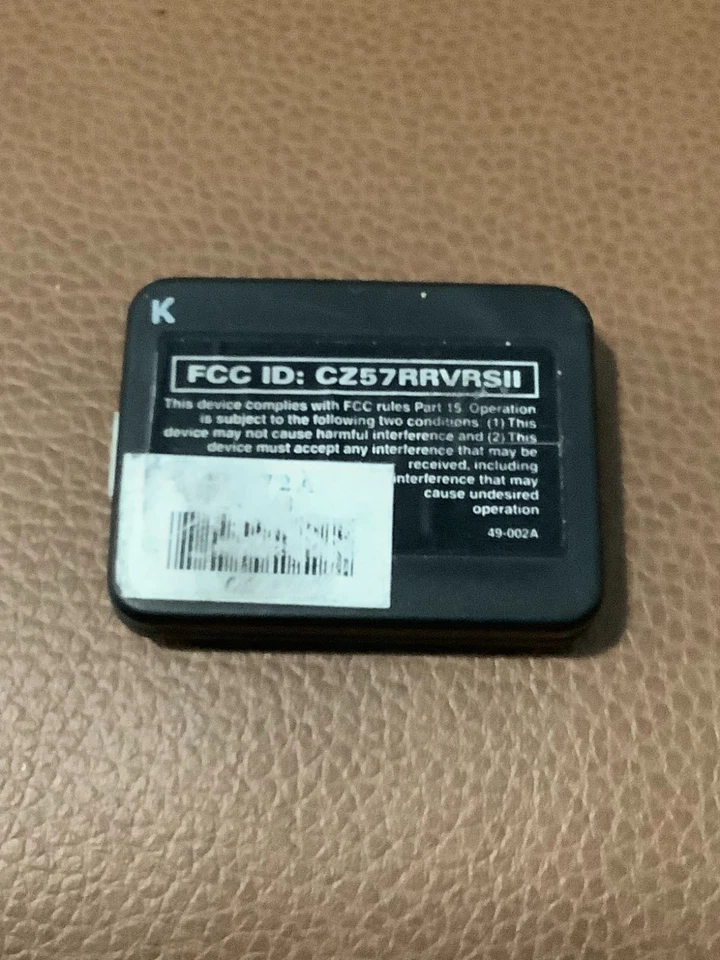 K
FCC ID: CZ57RRVRSII
This device complies with FCC rules Part 15. Operation
is subject to the following two conditions. (1) This
device may not cause harmful interference and (2) This
device must accept any interference that may be
received, including
interference that may
cause undesired
operation
49-002A